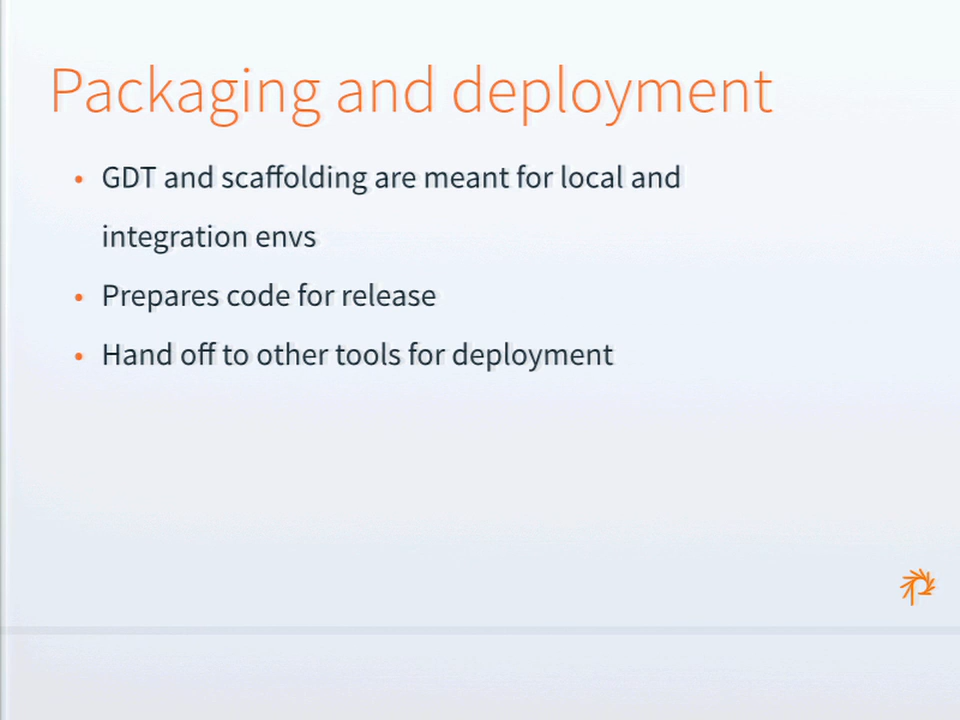 Packaging and deployment
• GDT and scaffolding are meant for local and
integration envs
• Prepares code for release
• Hand off to other tools for deployment